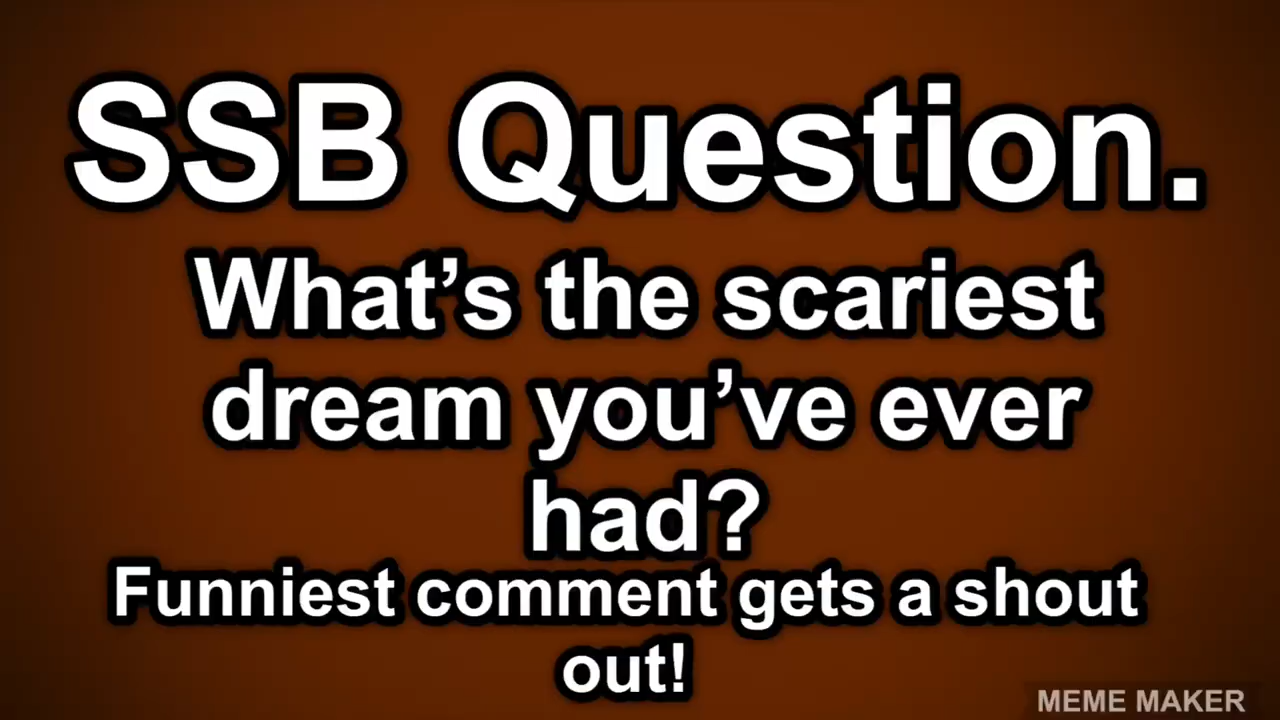 SSB Question.
What’s the scariest
dream you’ve ever
had?
Funniest comment gets a shout
out!
MEME MAKER